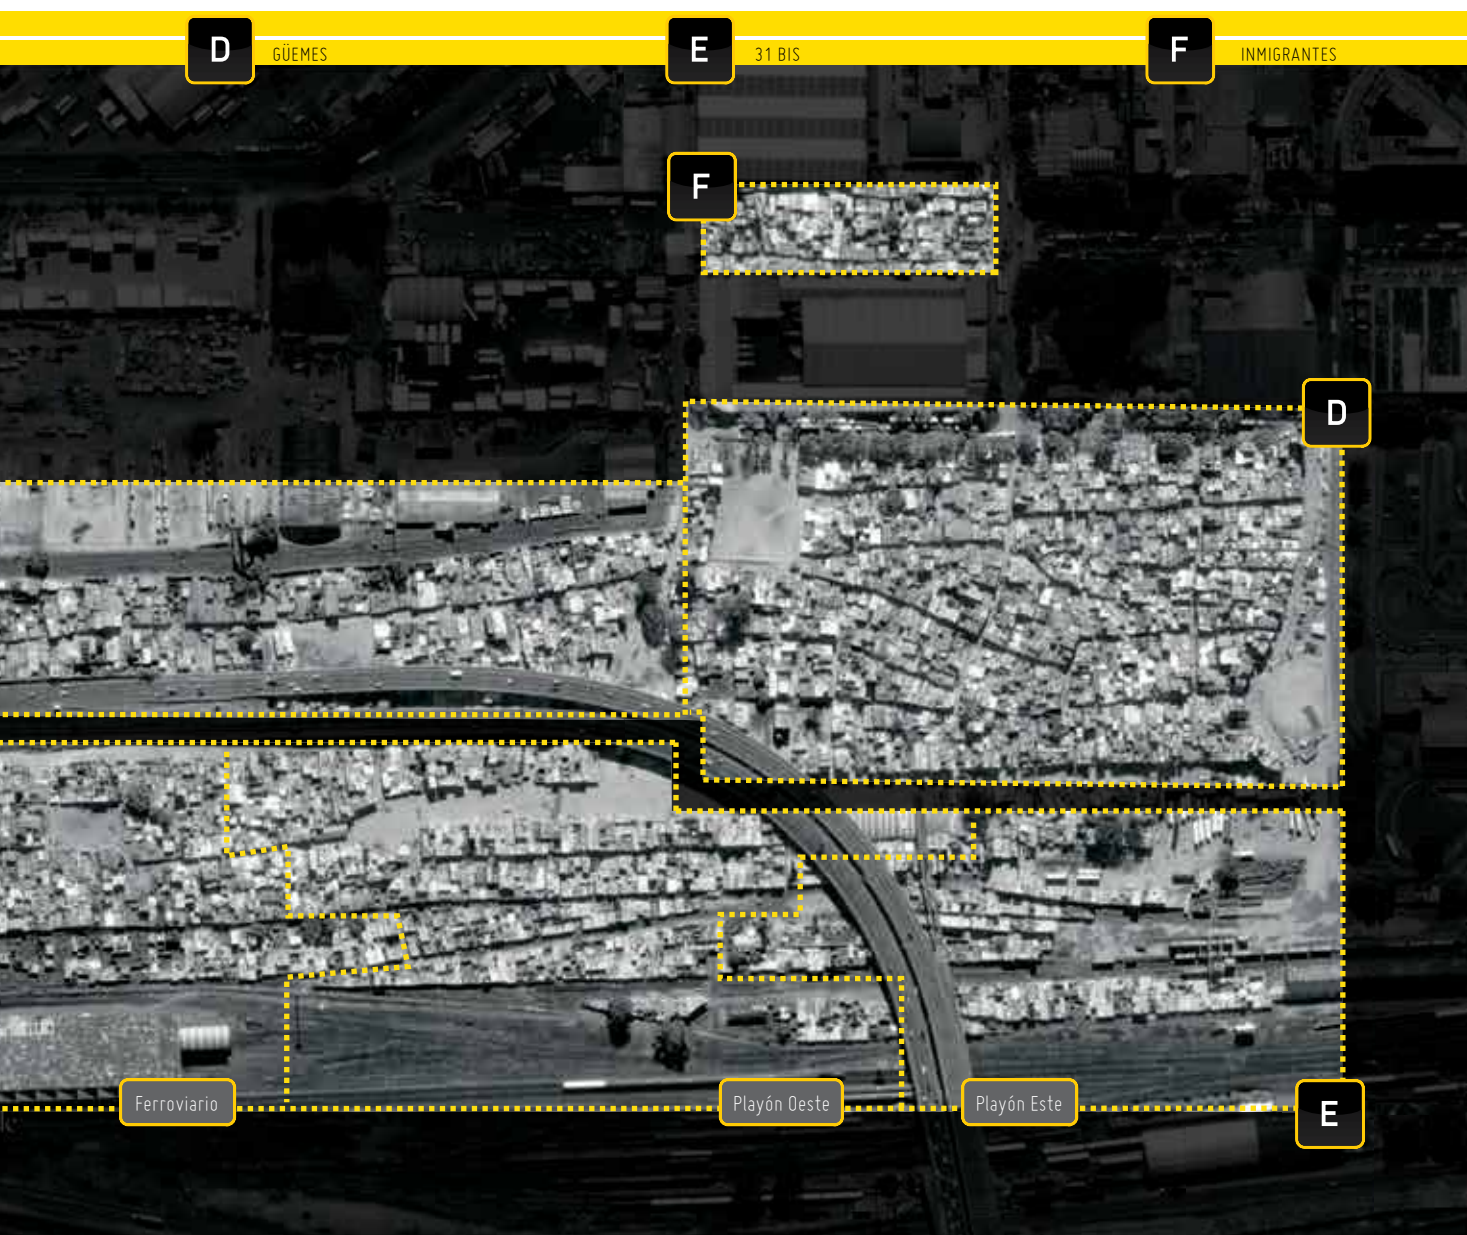 D GÜEMES E 31 BIS F INMIGRANTES
F
D
Ferroviario Playón Oeste Playón Este E